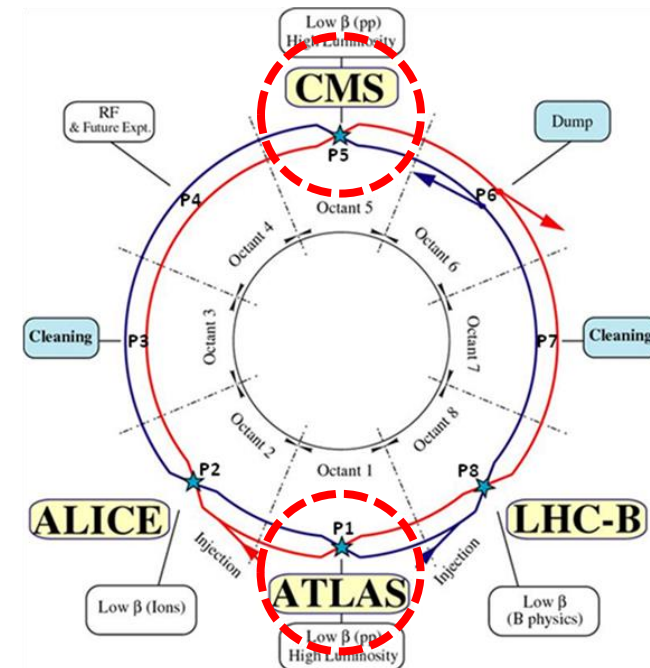 Low β (pp)
High Luminosity
CMS
RF
& Future Expt.
Dump
P5
P4
P6
Octant 5
Octant 4
Octant 6
Cleaning
P3
Octant 3
Octant 7
P7
Cleaning
Octant 2
Octant 8
Octant 1
P2
P8
ALICE
P1
LHC-B
Injection
Injection
ATLAS
Low β (Ions)
Low β
(B physics)
Low β (pp)
High Luminosity